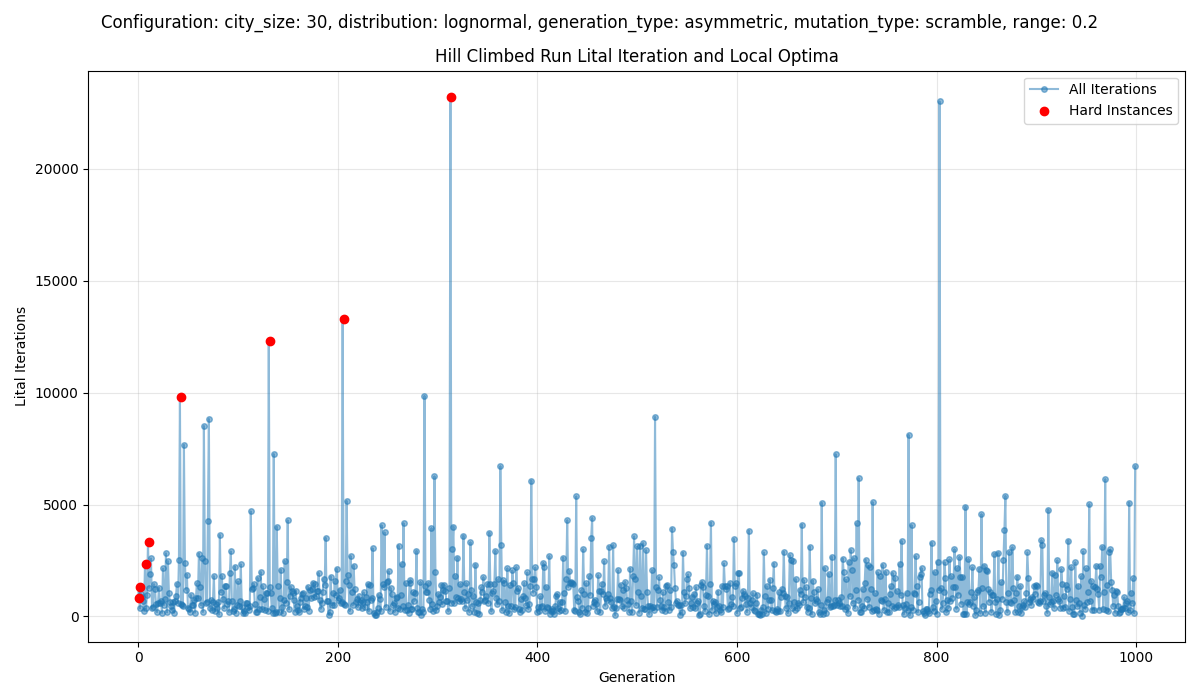 Configuration: city_size: 30, distribution: lognormal, generation_type: asymmetric, mutation_type: scramble, range: 0.2
Hill Climbed Run Lital Iteration and Local Optima
All Iterations
Hard Instances
Lital Iterations
20000
15000
10000
5000
0
0 200 400 600 800 1000
Generation